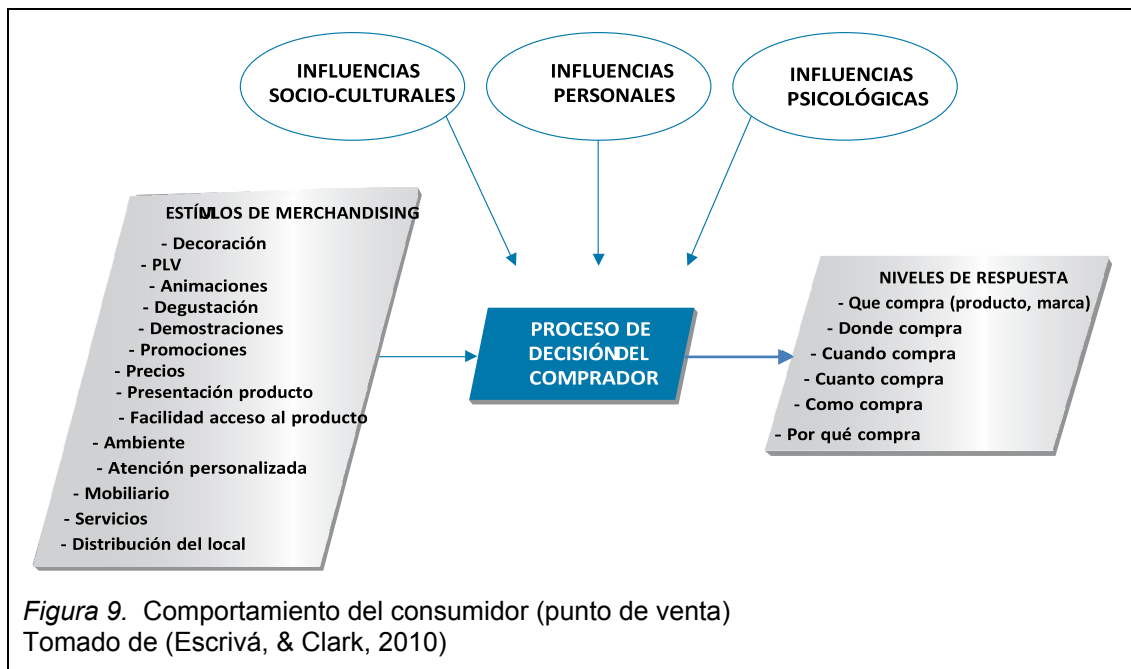 INFLUENCIAS
SOCIO-CULTURALES
INFLUENCIAS
PERSONALES
INFLUENCIAS
PSICOLÓGICAS
ESTÍMULOS DE MERCHANDISING
- Decoración
- PLV
- Animaciones
- Degustación
- Demostraciones
- Promociones
- Precios
- Presentación producto
- Facilidad acceso al producto
- Ambiente
- Atención personalizada
- Mobiliario
- Servicios
- Distribución del local
PROCESO DE
DECISIÓN DEL
COMPRADOR
NIVELES DE RESPUESTA
- Que compra (producto, marca)
- Donde compra
- Cuando compra
- Cuanto compra
- Como compra
- Por qué compra
Figura 9. Comportamiento del consumidor (punto de venta)
Tomado de (Escrivá, & Clark, 2010)